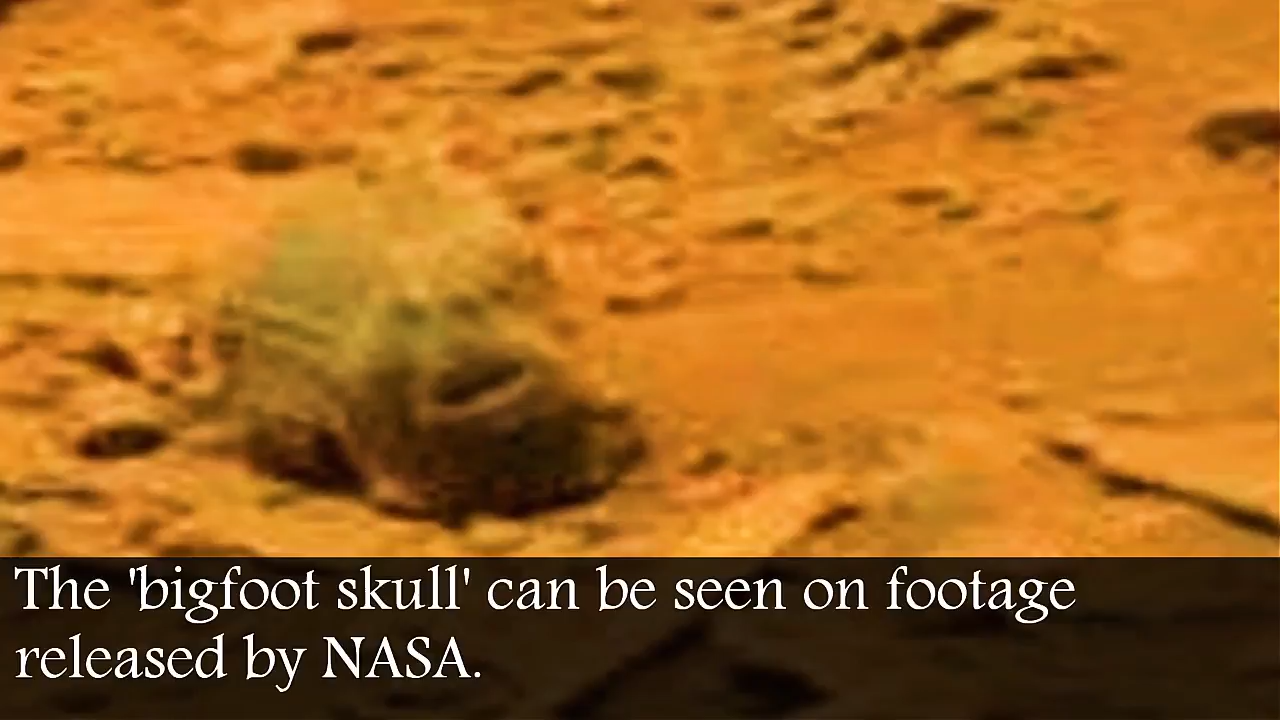 The 'bigfoot skull' can be seen on footage
released by NASA.